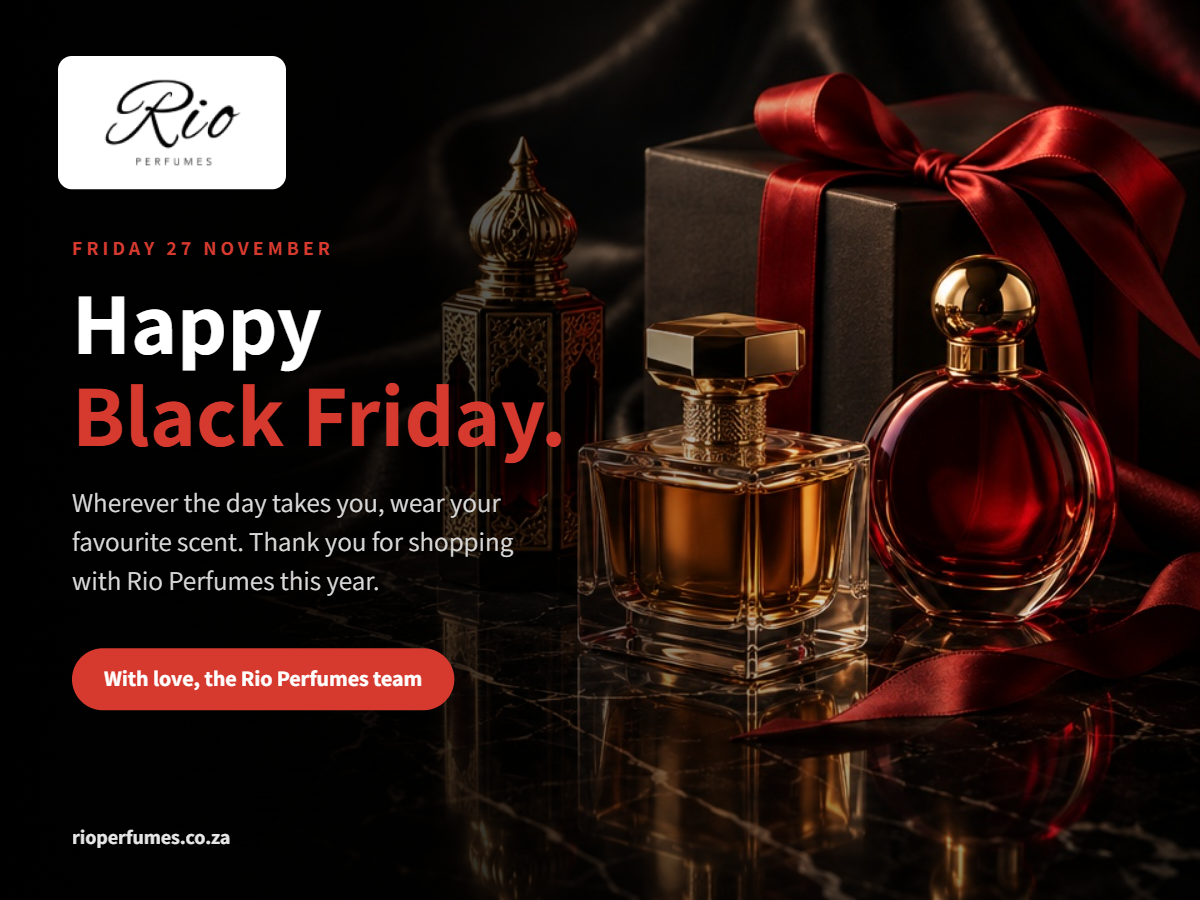 Rio
PERFUMES
FRIDAY 27 NOVEMBER
Happy
Black Friday.
Wherever the day takes you, wear your
favourite scent. Thank you for shopping
with Rio Perfumes this year.
With love, the Rio Perfumes team
rioperfumes.co.za